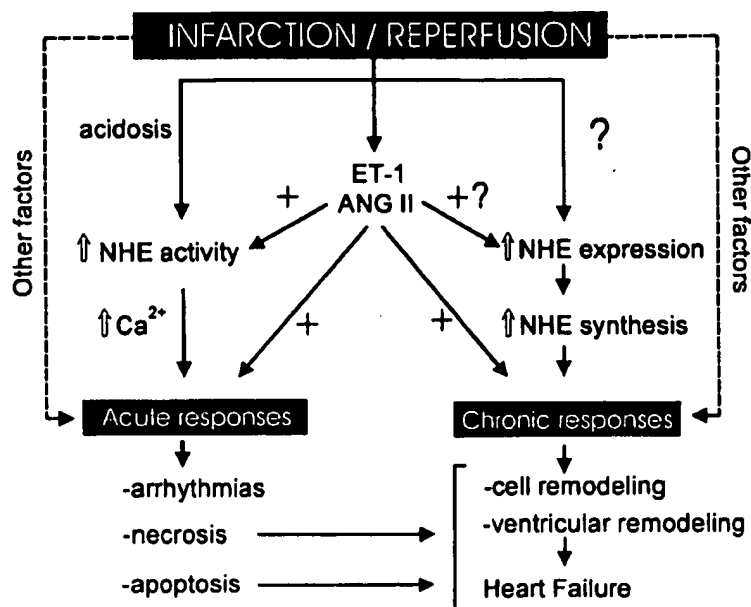 INFARCTION / REPERFUSION
acidosis
?
ET-1
ANG II
+
+?
⇧NHE activity
⇧NHE expression
⇧Ca²⁺
+
+
⇧NHE synthesis
Other factors
Other factors
Acute responses
Chronic responses
-arrhythmias
-cell remodeling
-necrosis
-ventricular remodeling
-apoptosis
Heart Failure